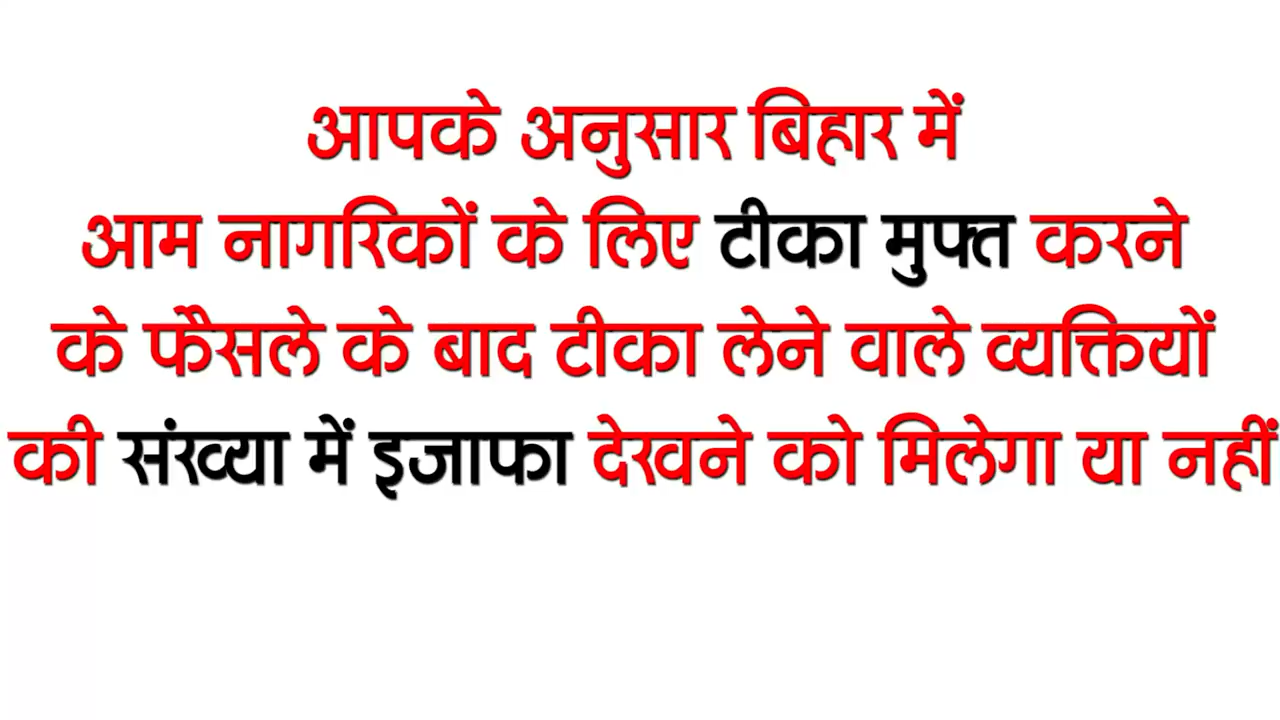 आपके अनुसार बिहार में
आम नागरिकों के लिए टीका मुफ्त करने
के फैसले के बाद टीका लेने वाले व्यक्तियों
की संख्या में इजाफा देखने को मिलेगा या नहीं